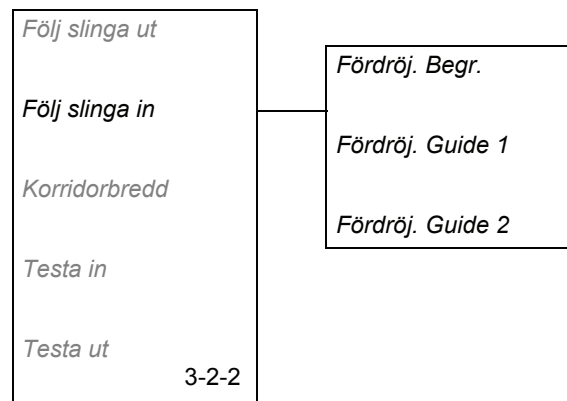 Följ slinga ut
Följ slinga in
Korridorbredd
Testa in
Testa ut
3-2-2
Fördröj. Begr.
Fördröj. Guide 1
Fördröj. Guide 2